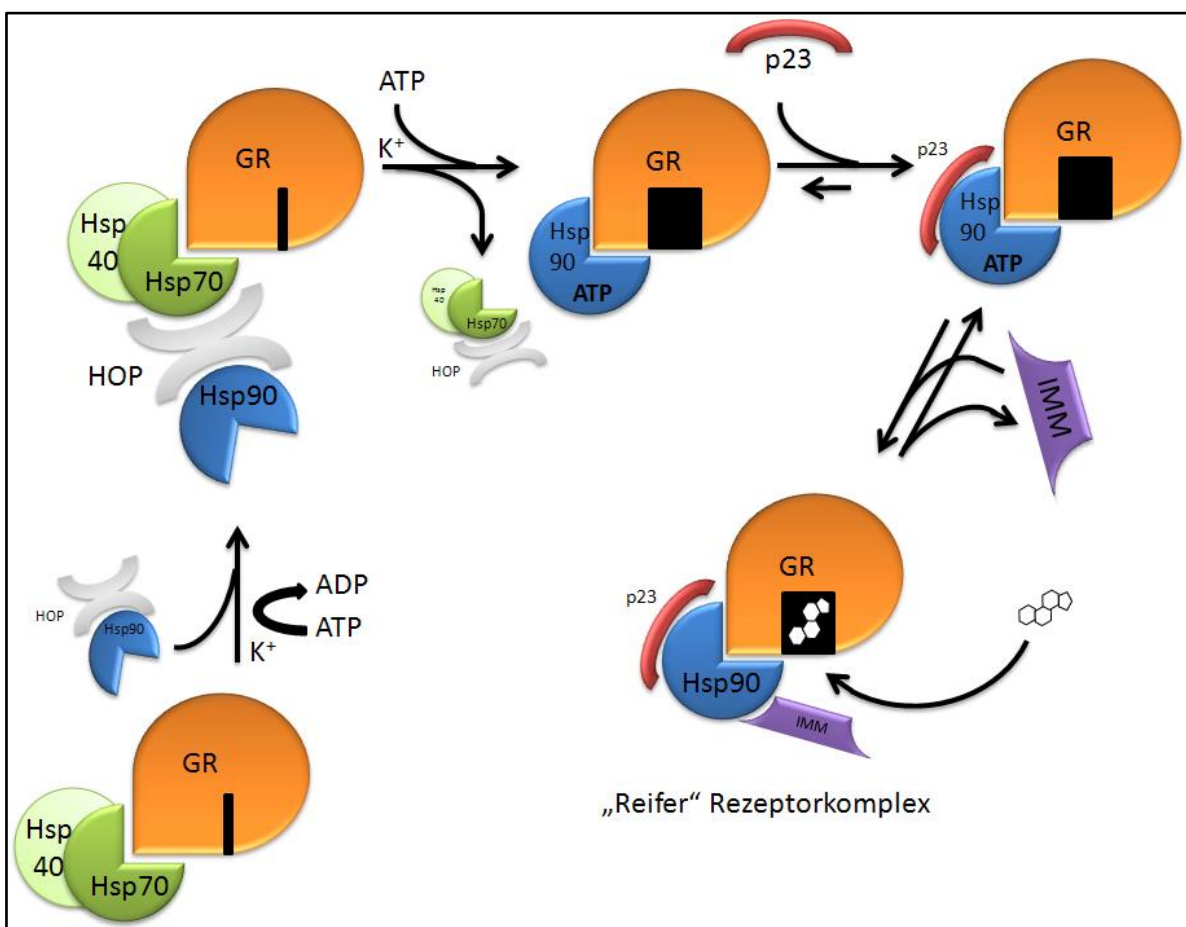 GR
Hsp
40
Hsp70
HOP
Hsp90
ATP
K⁺
Hsp
40
Hsp70
HOP
GR
Hsp
90
ATP
p23
p23
GR
Hsp
90
ATP
IMM
HOP
Hsp90
ADP
ATP
K⁺
GR
Hsp
40
Hsp70
p23
GR
Hsp90
IMM
„Reifer“ Rezeptorkomplex